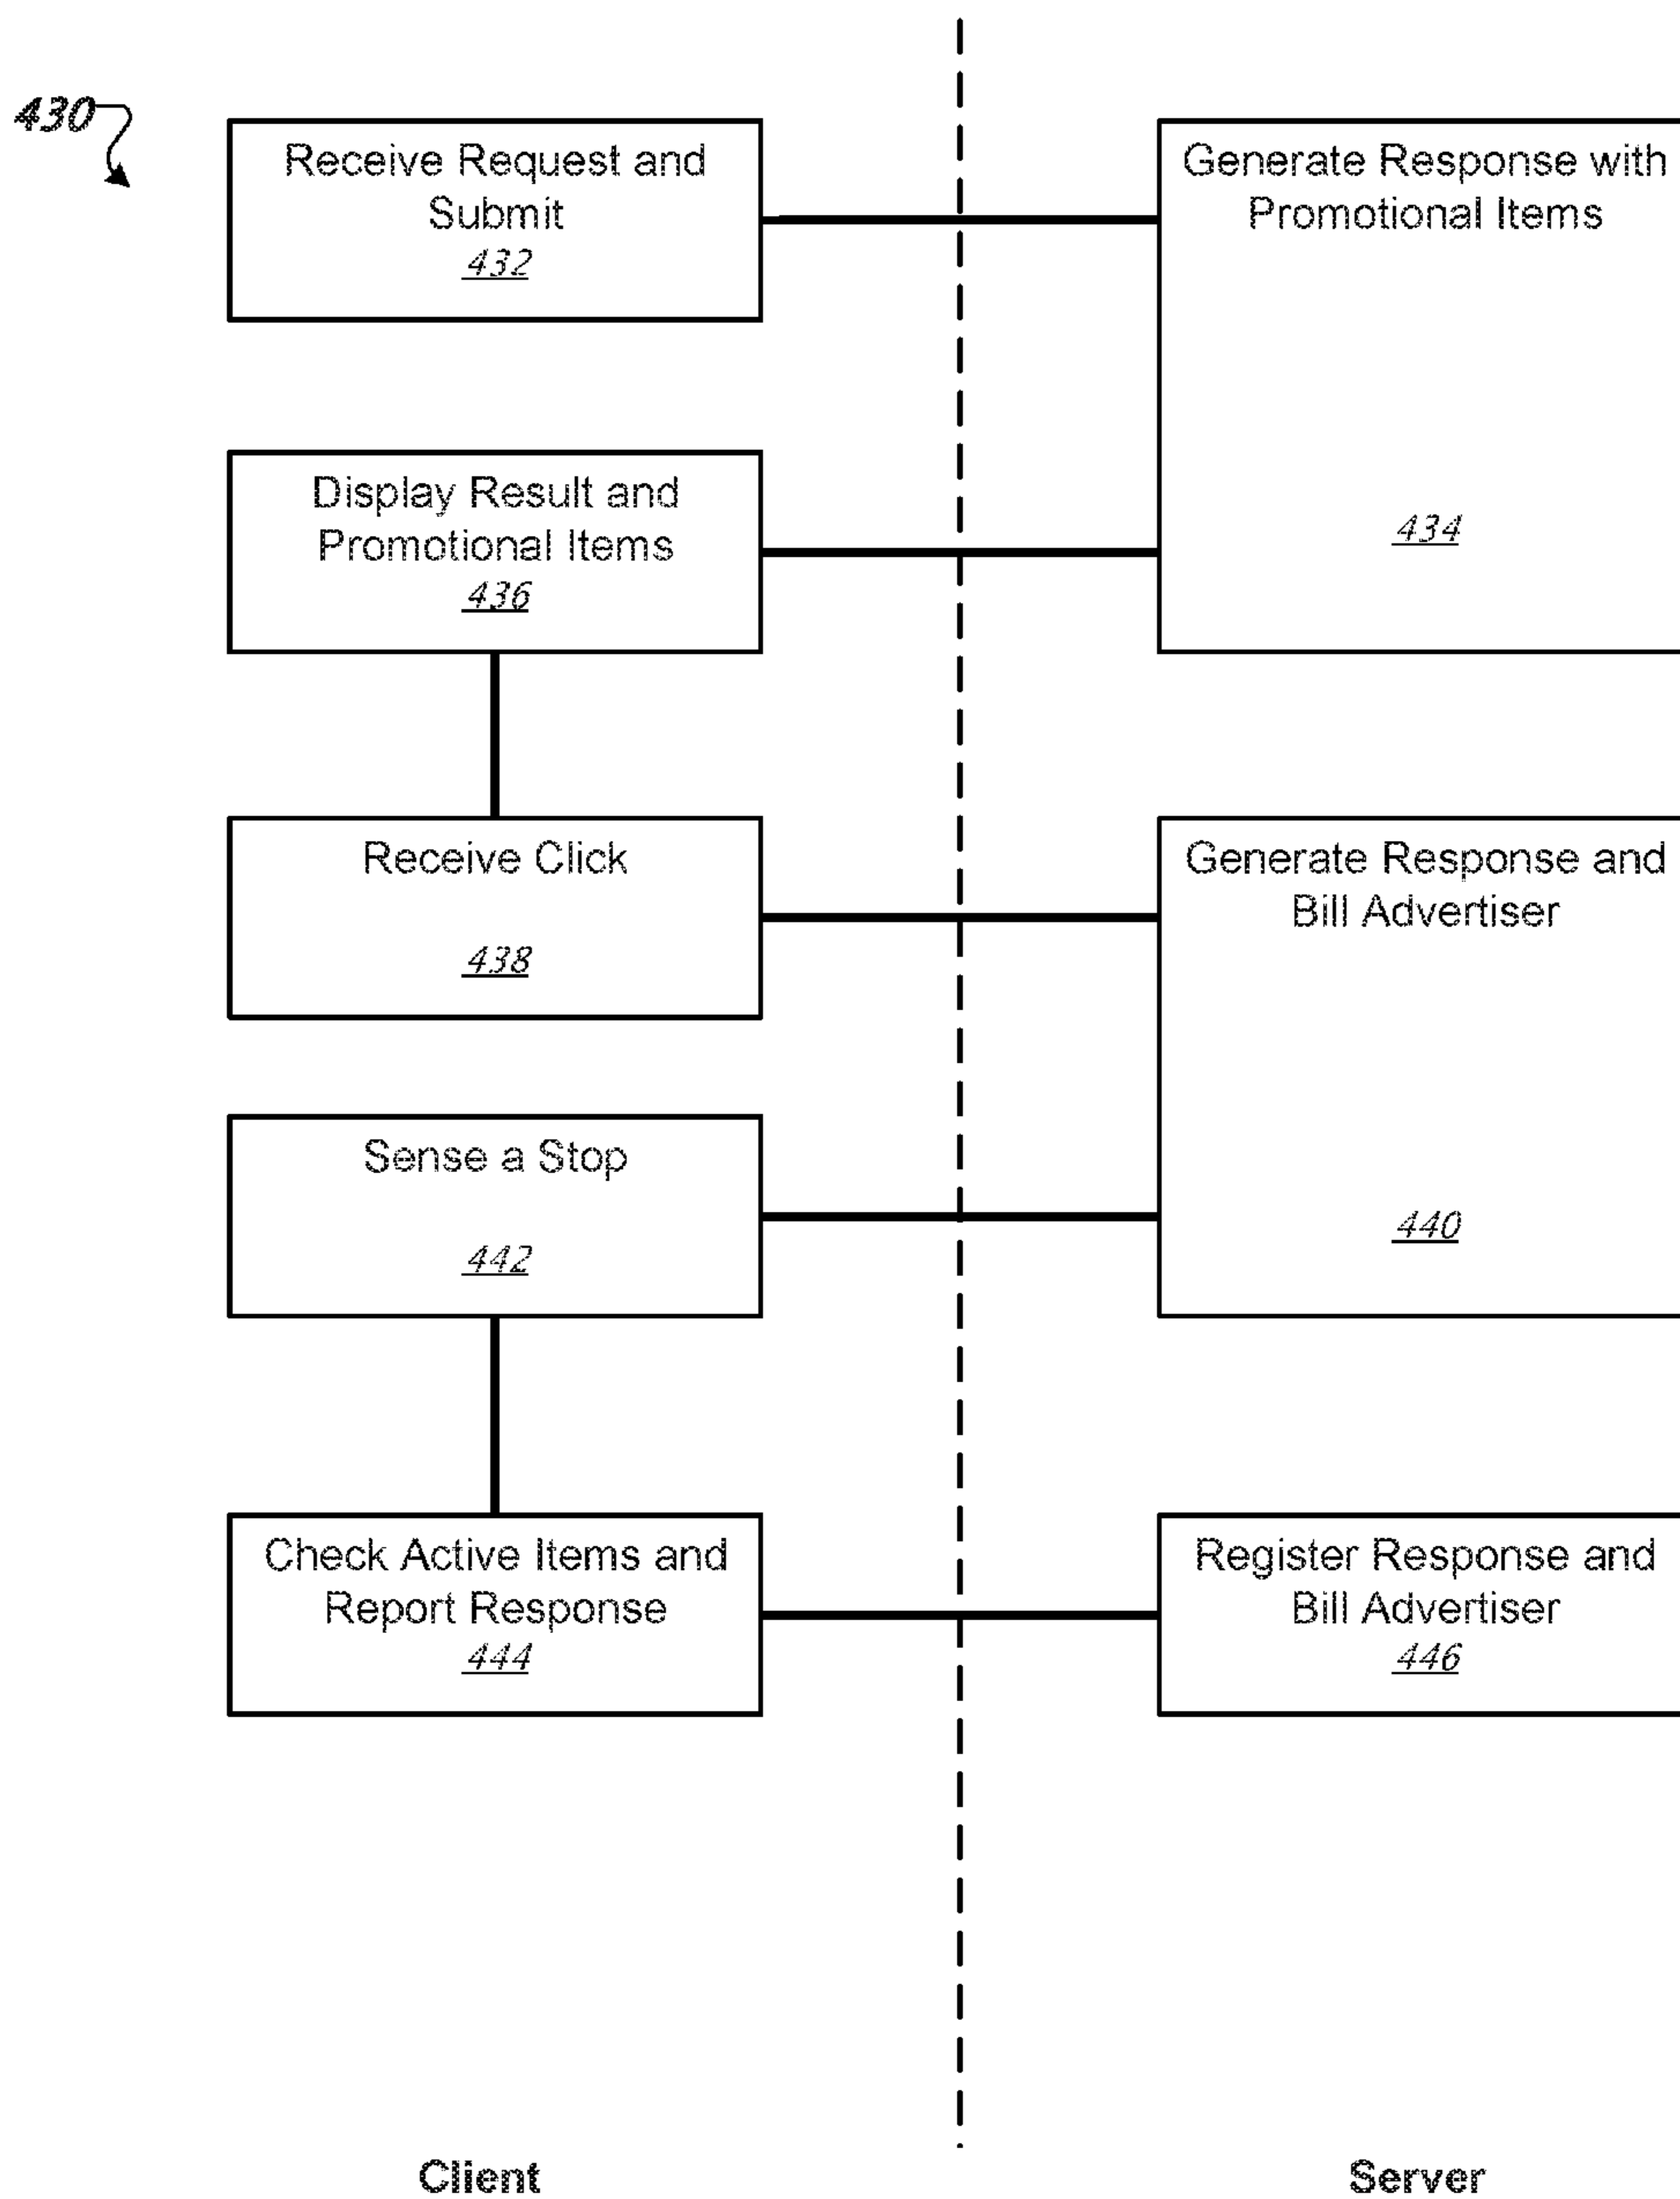 430
Receive Request and
Submit
432
Generate Response with
Promotional Items
434
Display Result and
Promotional Items
436
Receive Click
438
Generate Response and
Bill Advertiser
440
Sense a Stop
442
Check Active Items and
Report Response
444
Register Response and
Bill Advertiser
446
Client
Server